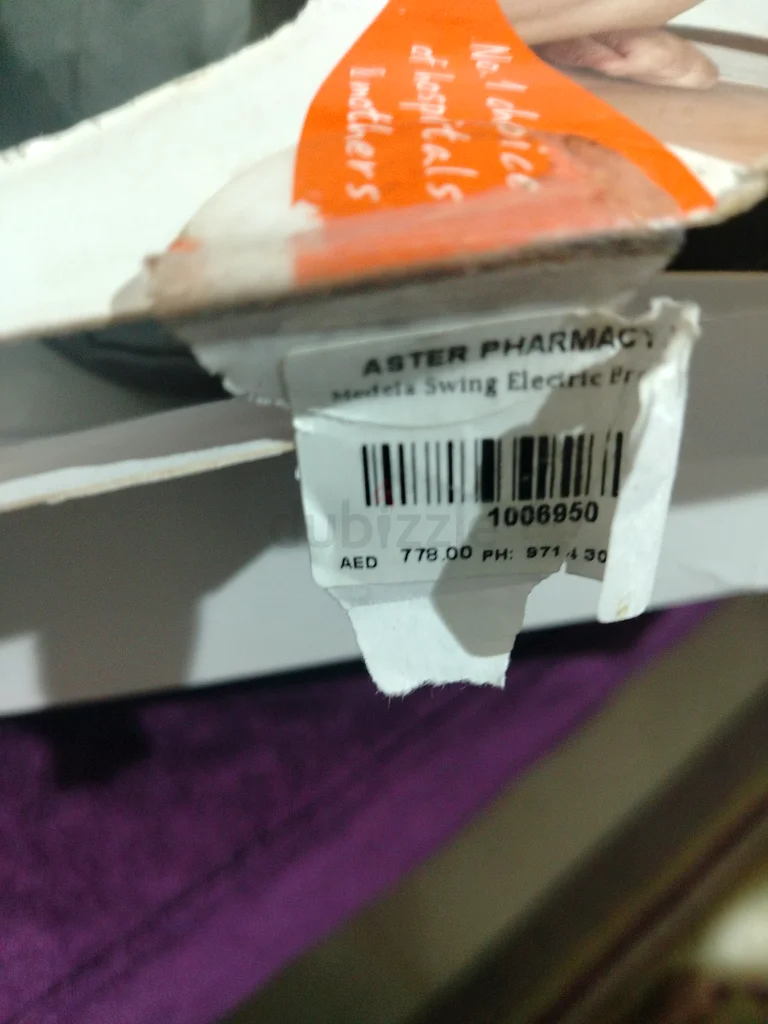 No. 1 choice
of hospitals
& mothers
ASTER PHARMACY
Medela Swing Electric
1006950
AED 778.00 PH: 971 4 30
dubizzle